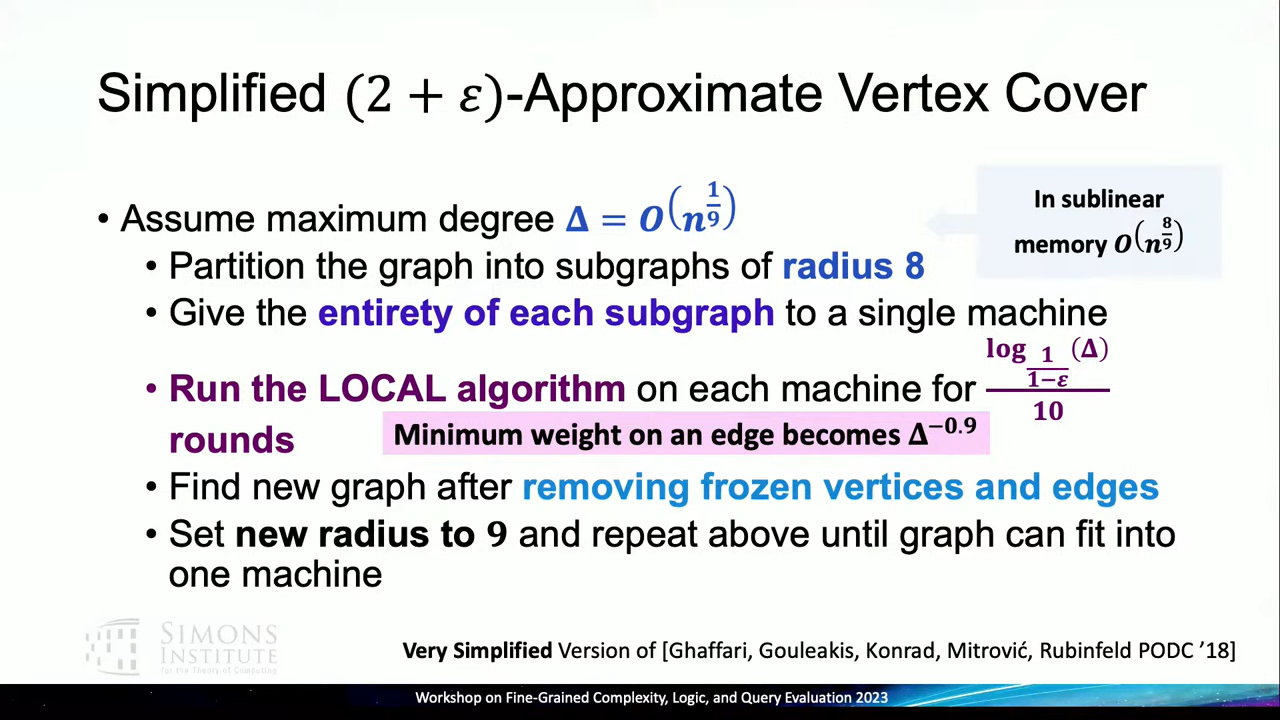 Simplified (2 + ε)-Approximate Vertex Cover
• Assume maximum degree Δ = O(n^{1/9})
In sublinear
memory O(n^{8/9})
• Partition the graph into subgraphs of radius 8
• Give the entirety of each subgraph to a single machine
• Run the LOCAL algorithm on each machine for \frac{log_{\frac{1}{1-ε}}(Δ)}{10}
rounds
Minimum weight on an edge becomes Δ^{-0.9}
• Find new graph after removing frozen vertices and edges
• Set new radius to 9 and repeat above until graph can fit into
one machine
SIMONS
INSTITUTE
for the Theory of Computing
Very Simplified Version of [Ghaffari, Gouleakis, Konrad, Mitrović, Rubinfeld PODC ’18]
Workshop on Fine-Grained Complexity, Logic, and Query Evaluation 2023